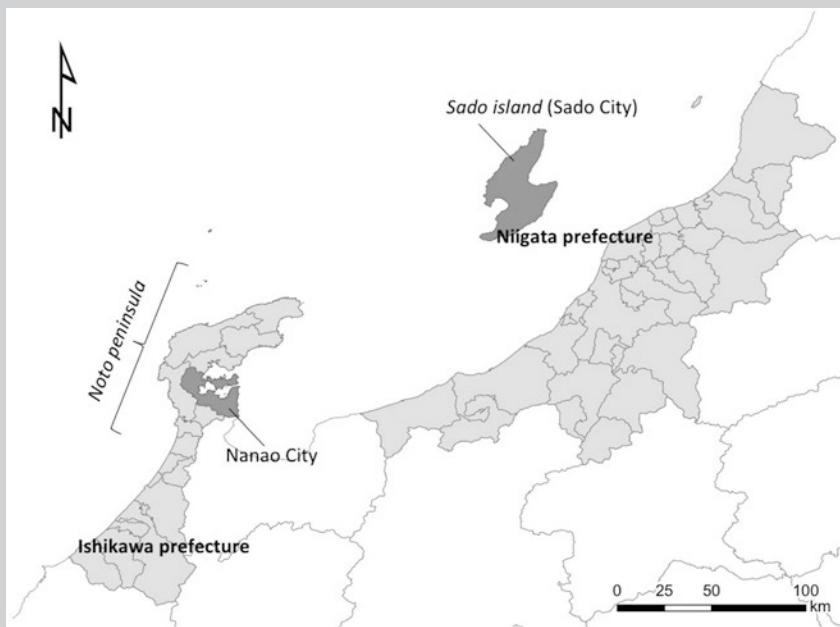 N
Sado island (Sado City)
Niigata prefecture
Noto peninsula
Nanao City
Ishikawa prefecture
0 25 50 100
km